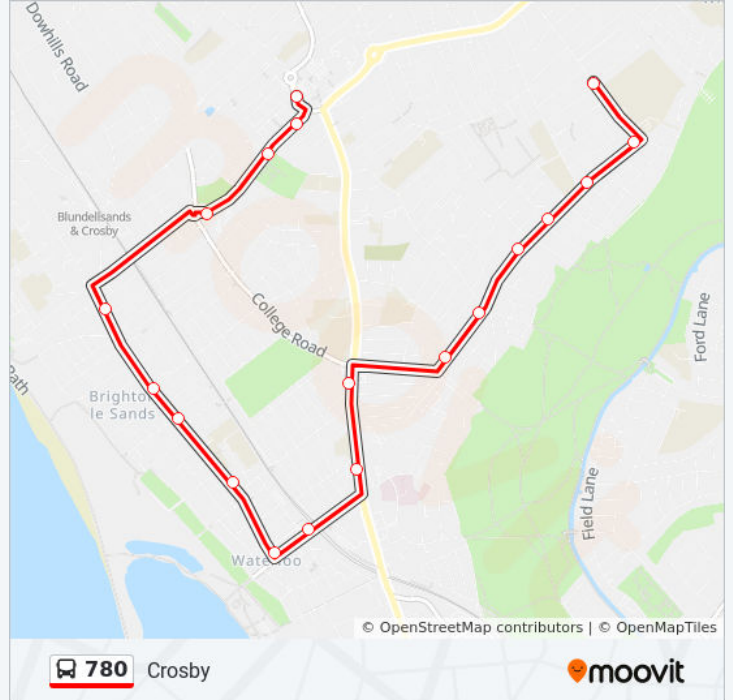 Dowhills Road
Blundellsands
& Crosby
College Road
Ford Lane
Path
Brighton
le Sands
Field Lane
Waterloo
© OpenStreetMap contributors | © OpenMapTiles
780 Crosby
moovit